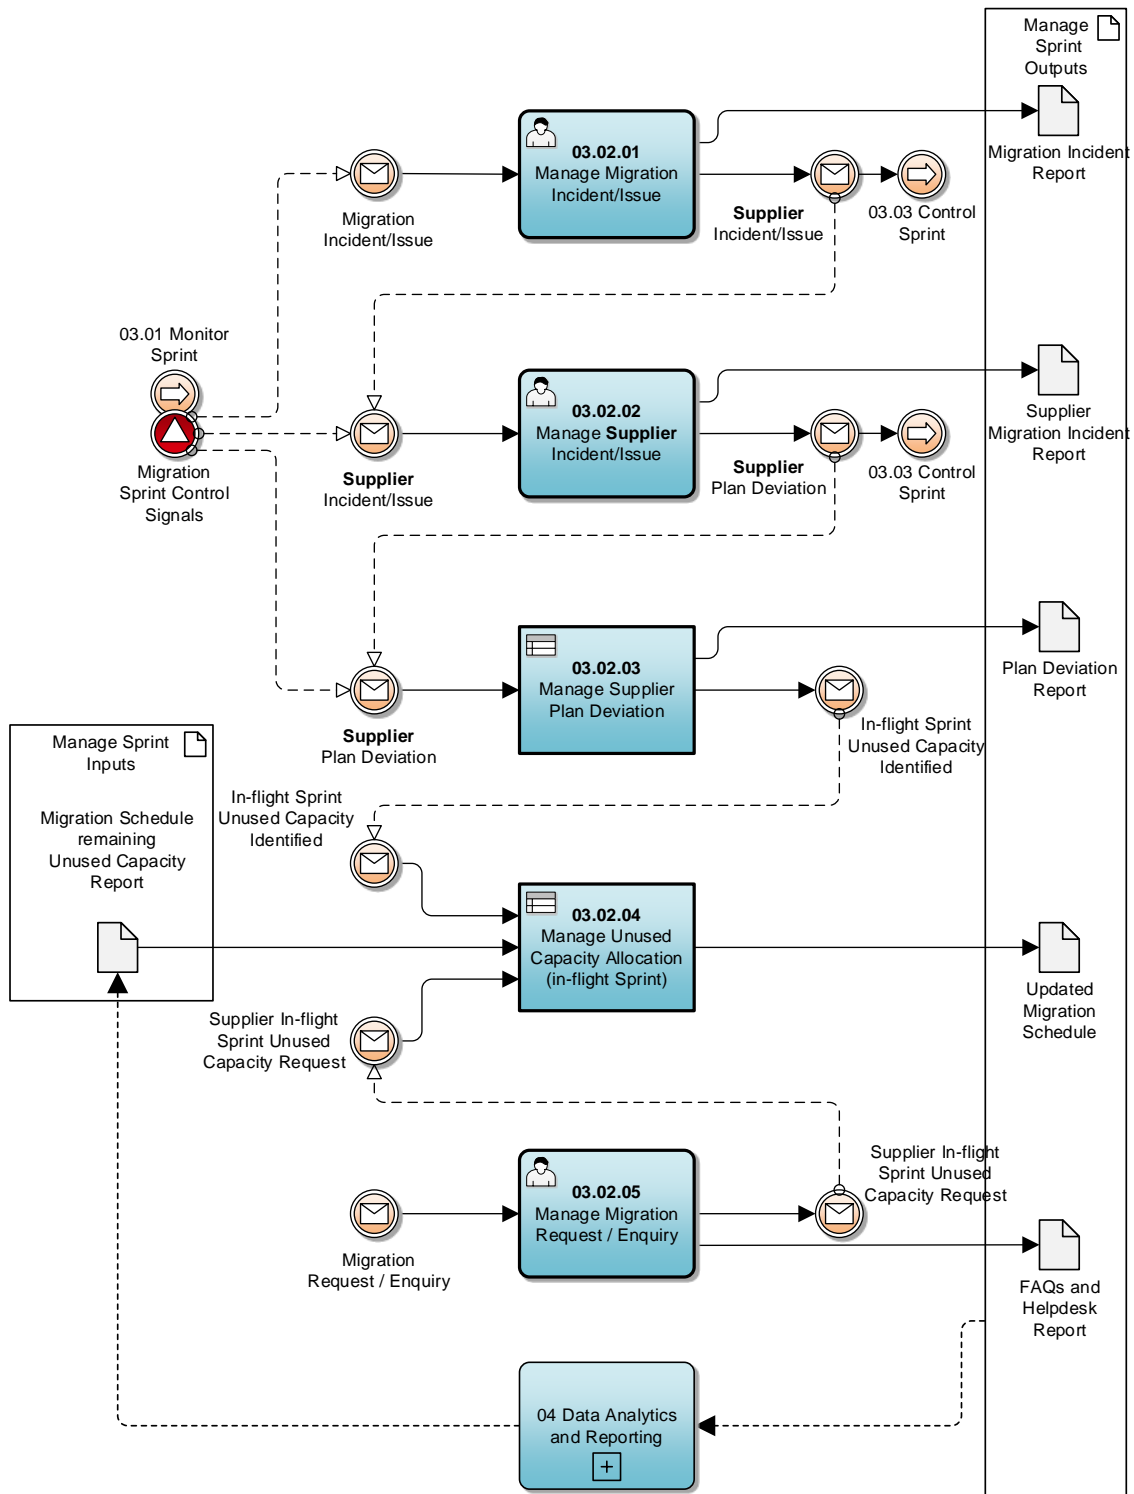 Manage
Sprint
Outputs
03.02.01
Manage Migration
Incident/Issue
Migration Incident
Report
Migration
Incident/Issue
Supplier
Incident/Issue
03.03 Control
Sprint
03.01 Monitor
Sprint
Migration
Sprint Control
Signals
Supplier
Incident/Issue
03.02.02
Manage Supplier
Incident/Issue
Supplier
Plan Deviation
03.03 Control
Sprint
Supplier
Migration Incident
Report
Supplier
Plan Deviation
03.02.03
Manage Supplier
Plan Deviation
In-flight Sprint
Unused Capacity
Identified
Plan Deviation
Report
Manage Sprint
Inputs
Migration Schedule
remaining
Unused Capacity
Report
In-flight Sprint
Unused Capacity
Identified
03.02.04
Manage Unused
Capacity Allocation
(in-flight Sprint)
Updated
Migration
Schedule
Supplier In-flight
Sprint Unused
Capacity Request
Migration
Request / Enquiry
03.02.05
Manage Migration
Request / Enquiry
Supplier In-flight
Sprint Unused
Capacity Request
FAQs and
Helpdesk
Report
04 Data Analytics
and Reporting